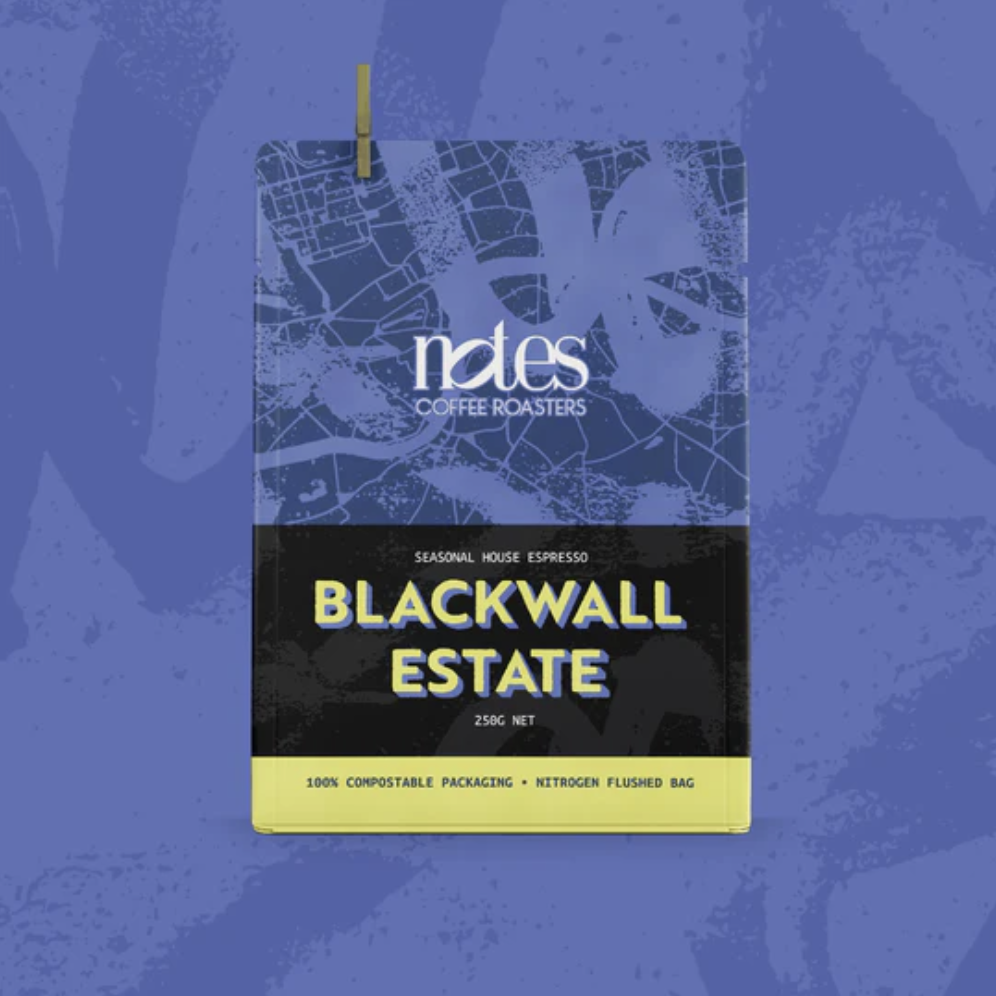 notes
COFFEE ROASTERS
SEASONAL HOUSE ESPRESSO
BLACKWALL
ESTATE
250G NET
100% COMPOSTABLE PACKAGING • NITROGEN FLUSHED BAG